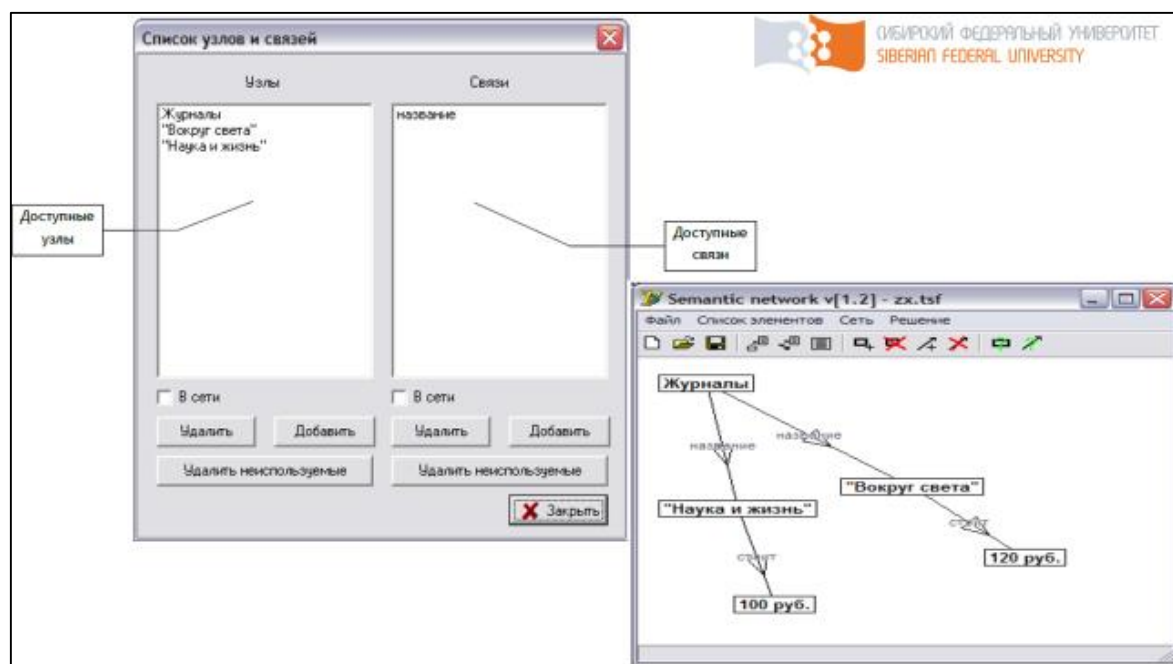 СИБИРСКИЙ ФЕДЕРАЛЬНЫЙ УНИВЕРСИТЕТ
SIBERIAN FEDERAL UNIVERSITY
Список узлов и связей
Узлы
Связи
Журналы
"Вокруг света"
"Наука и жизнь"
название
Доступные
узлы
Доступные
связи
В сети
В сети
Удалить
Добавить
Удалить
Добавить
Удалить неиспользуемые
Удалить неиспользуемые
Закрыть
Semantic network v[1.2] - zx.tsf
Файл Список элементов Сеть Решение
Журналы
название
название
"Вокруг света"
"Наука и жизнь"
стоит
стоит
120 руб.
100 руб.